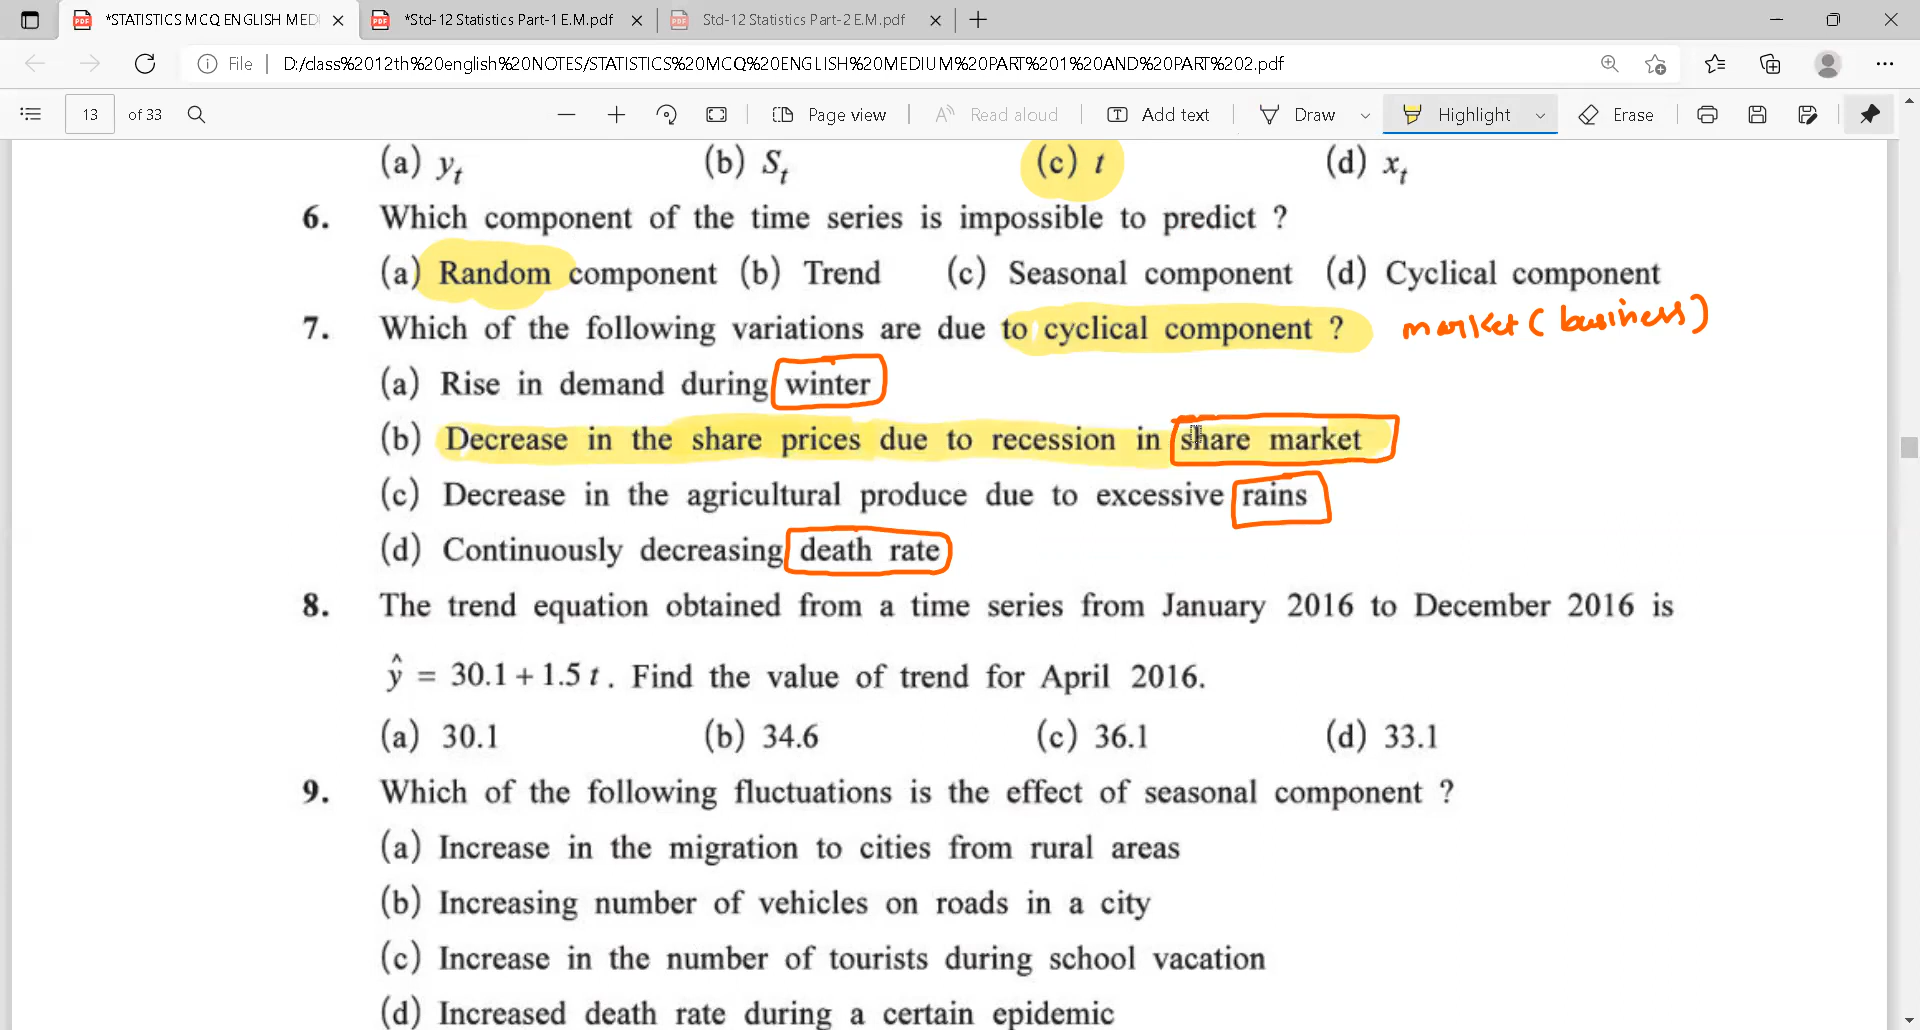 *STATISTICS MCQ ENGLISH MED
*Std-12 Statistics Part-1 E.M.pdf
Std-12 Statistics Part-2 E.M.pdf
File | D:/class%2012th%20english%20NOTES/STATISTICS%20MCQ%20ENGLISH%20MEDIUM%20PART%201%20AND%20PART%202.pdf
13 of 33 Page view Read aloud Add text Draw Highlight Erase
(a) yₜ (b) Sₜ (c) t (d) xₜ
6. Which component of the time series is impossible to predict ?
(a) Random component (b) Trend (c) Seasonal component (d) Cyclical component
7. Which of the following variations are due to cyclical component ? market (business)
(a) Rise in demand during winter
(b) Decrease in the share prices due to recession in share market
(c) Decrease in the agricultural produce due to excessive rains
(d) Continuously decreasing death rate
8. The trend equation obtained from a time series from January 2016 to December 2016 is
ŷ = 30.1 + 1.5 t. Find the value of trend for April 2016.
(a) 30.1 (b) 34.6 (c) 36.1 (d) 33.1
9. Which of the following fluctuations is the effect of seasonal component ?
(a) Increase in the migration to cities from rural areas
(b) Increasing number of vehicles on roads in a city
(c) Increase in the number of tourists during school vacation
(d) Increased death rate during a certain epidemic